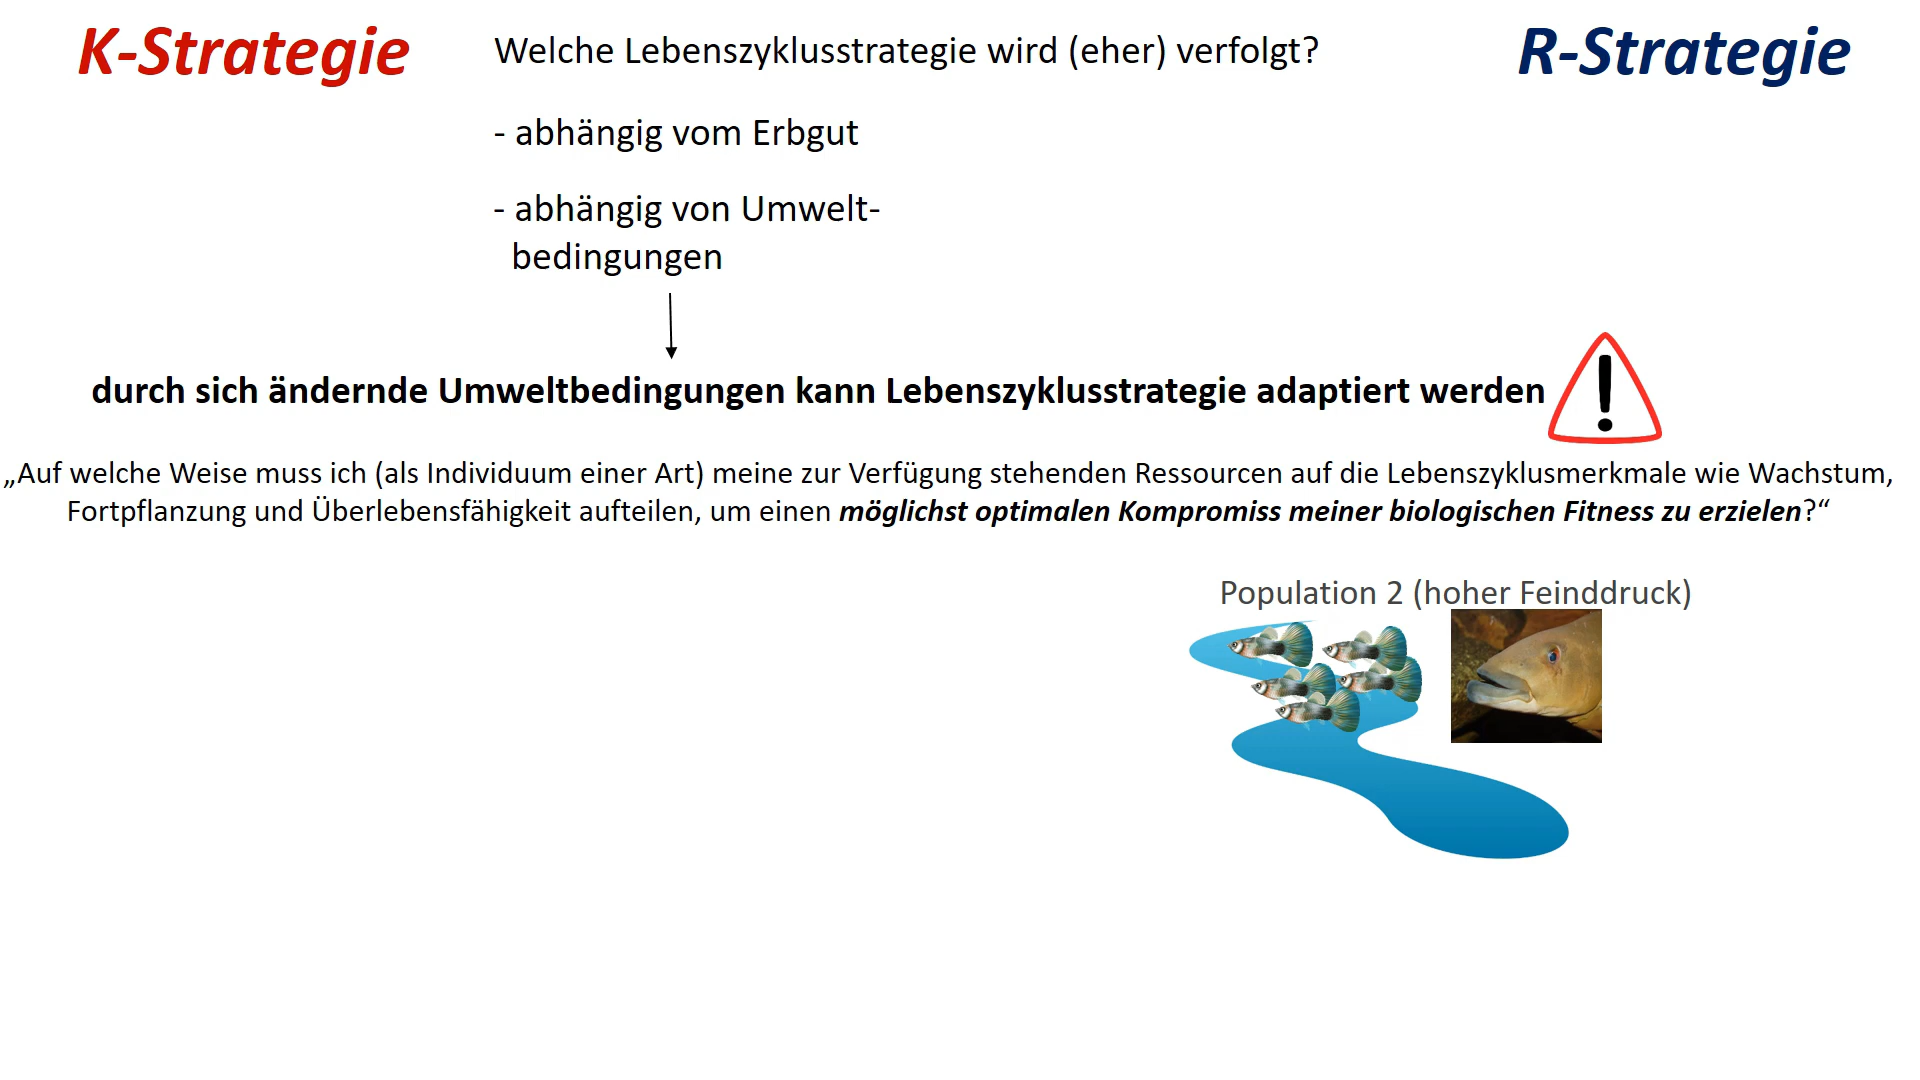 K-Strategie
Welche Lebenszyklusstrategie wird (eher) verfolgt?
R-Strategie
- abhängig vom Erbgut
- abhängig von Umwelt-
bedingungen
durch sich ändernde Umweltbedingungen kann Lebenszyklusstrategie adaptiert werden
„Auf welche Weise muss ich (als Individuum einer Art) meine zur Verfügung stehenden Ressourcen auf die Lebenszyklusmerkmale wie Wachstum,
Fortpflanzung und Überlebensfähigkeit aufteilen, um einen möglichst optimalen Kompromiss meiner biologischen Fitness zu erzielen?“
Population 2 (hoher Feinddruck)